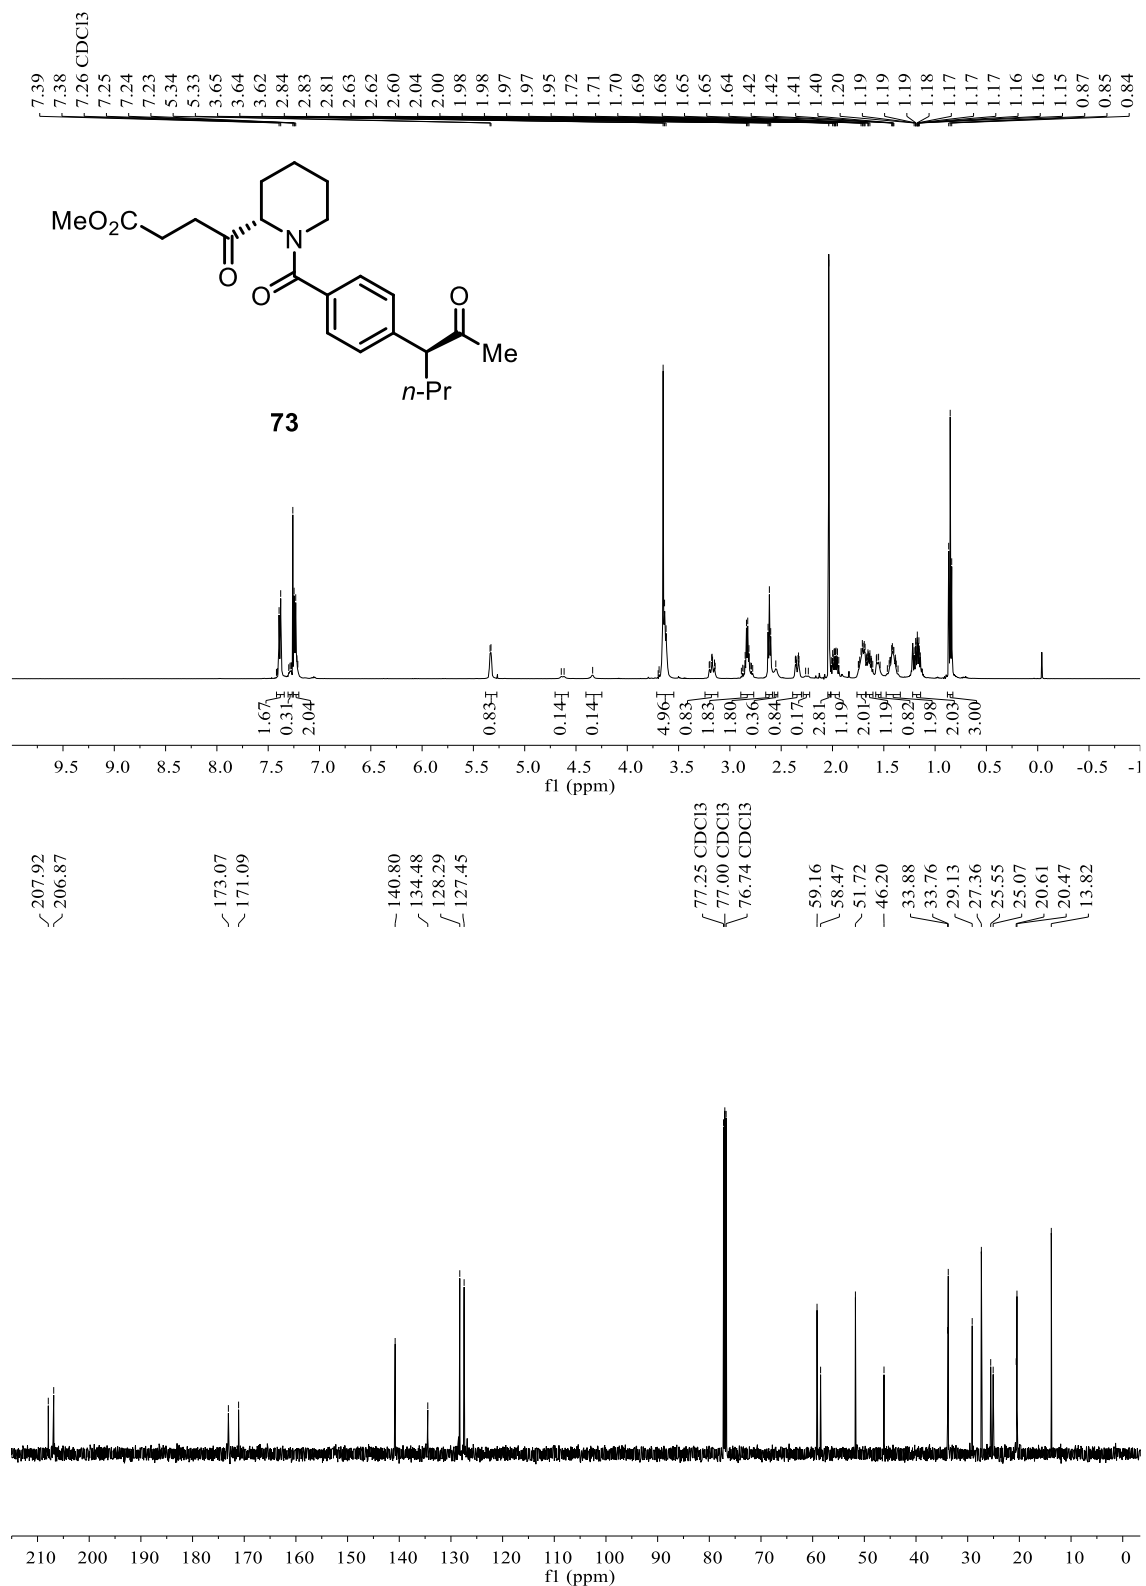 7.39 7.38 7.26 CDCl3 7.25 7.24 7.23 5.34 5.33 3.65 3.64 3.62 2.84 2.83 2.81 2.63 2.62 2.60 2.04 2.00 1.98 1.98 1.97 1.97 1.95 1.72 1.71 1.70 1.69 1.68 1.65 1.65 1.64 1.42 1.42 1.41 1.40 1.20 1.19 1.19 1.19 1.18 1.17 1.17 1.17 1.16 1.16 1.15 0.87 0.85 0.84
MeO2C
N
O
O
O
Me
n-Pr
73
1.67 0.31 2.04 0.83 0.14 0.14 4.96 0.83 1.83 1.80 0.36 0.84 0.17 2.81 1.19 2.01 1.19 0.82 1.98 2.03 3.00
9.5 9.0 8.5 8.0 7.5 7.0 6.5 6.0 5.5 5.0 4.5 4.0 3.5 3.0 2.5 2.0 1.5 1.0 0.5 0.0 -0.5 -1
f1 (ppm)
207.92 206.87 173.07 171.09 140.80 134.48 128.29 127.45 77.25 CDCl3 77.00 CDCl3 76.74 CDCl3 59.16 58.47 51.72 46.20 33.88 33.76 29.13 27.36 25.55 25.07 20.61 20.47 13.82
210 200 190 180 170 160 150 140 130 120 110 100 90 80 70 60 50 40 30 20 10 0
f1 (ppm)